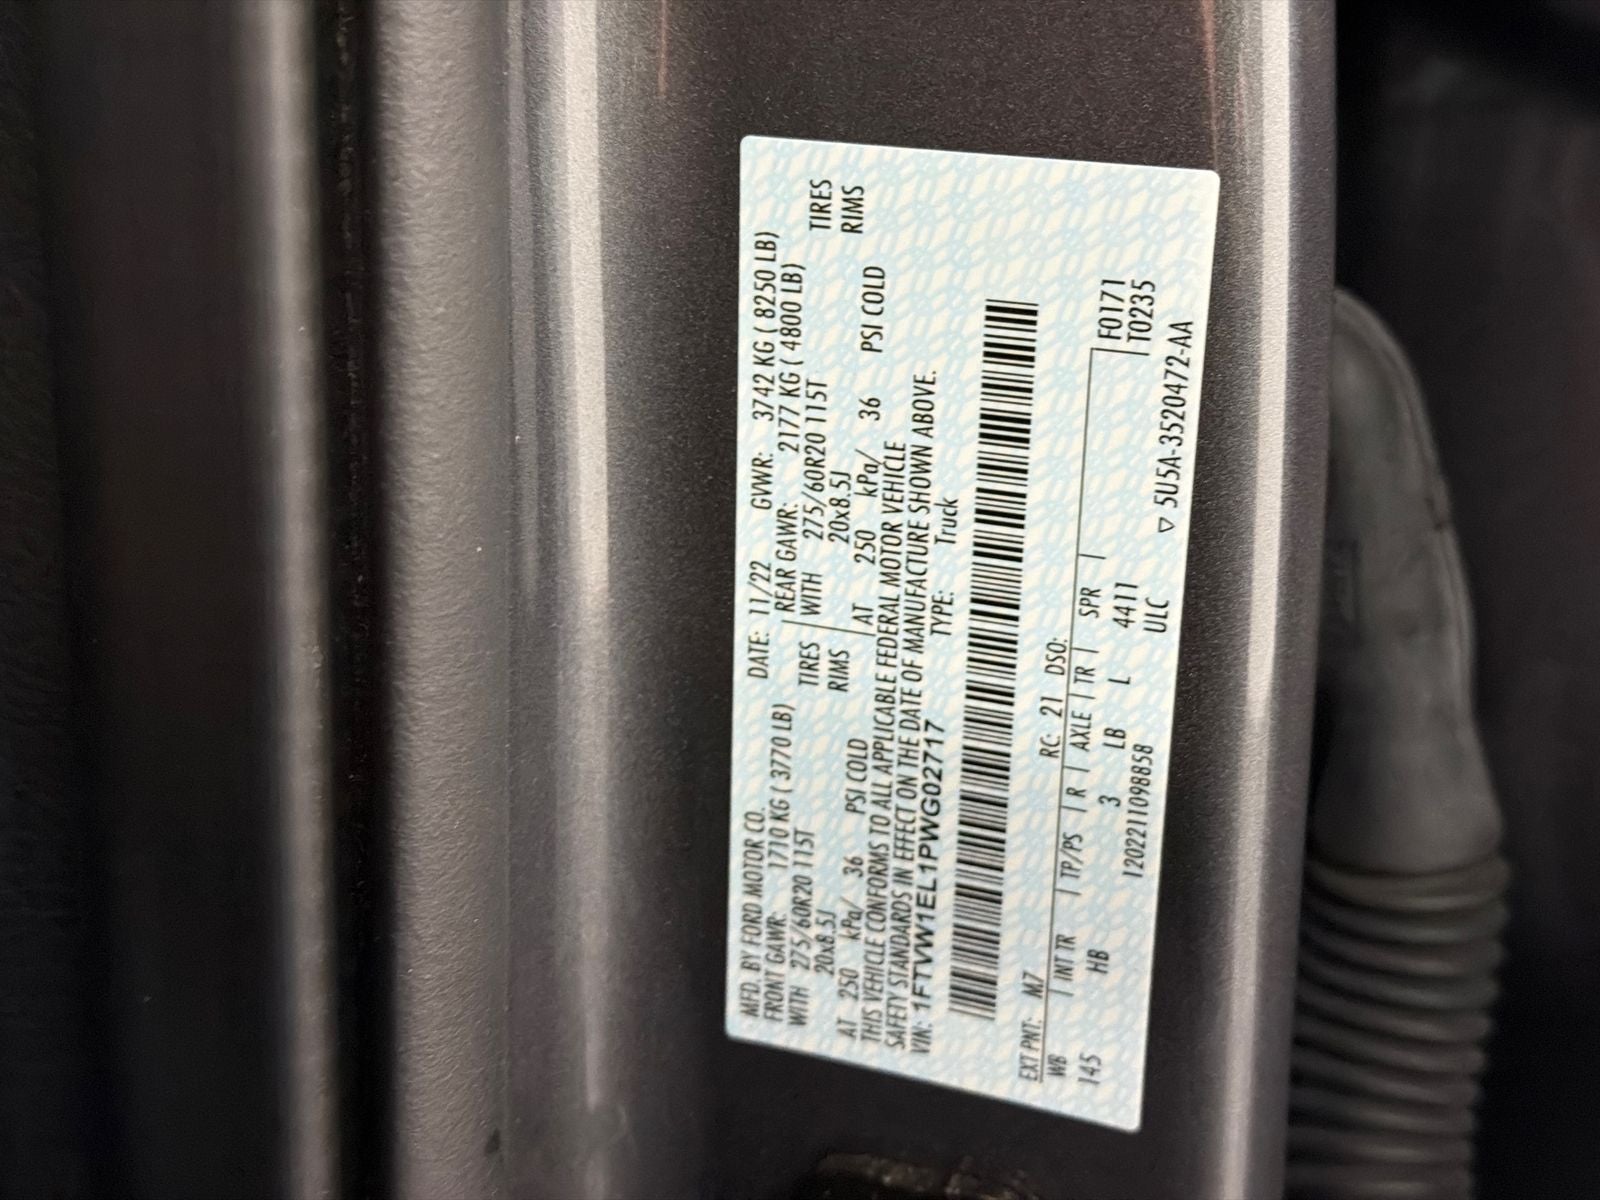 MFD. BY FORD MOTOR CO.
DATE: 11/22 GVWR: 3742 KG ( 8250 LB)
FRONT GAWR: 1710 KG ( 3770 LB) REAR GAWR: 2177 KG ( 4800 LB)
WITH 275/60R20 115T TIRES WITH 275/60R20 115T TIRES
20x8.5J RIMS 20x8.5J RIMS
AT 250 kPa/ 36 PSI COLD AT 250 kPa/ 36 PSI COLD
THIS VEHICLE CONFORMS TO ALL APPLICABLE FEDERAL MOTOR VEHICLE
SAFETY STANDARDS IN EFFECT ON THE DATE OF MANUFACTURE SHOWN ABOVE.
VIN: 1FTVW1EL1PWG02717 TYPE: Truck
EXT PNT: M7 RC: 21 DSO:
WB INT TR TP/PS R AXLE TR SPR F0171
145 HB 3 LB L 4411 T0235
120221109885B ULC
▽ 5U5A-3520472-AA